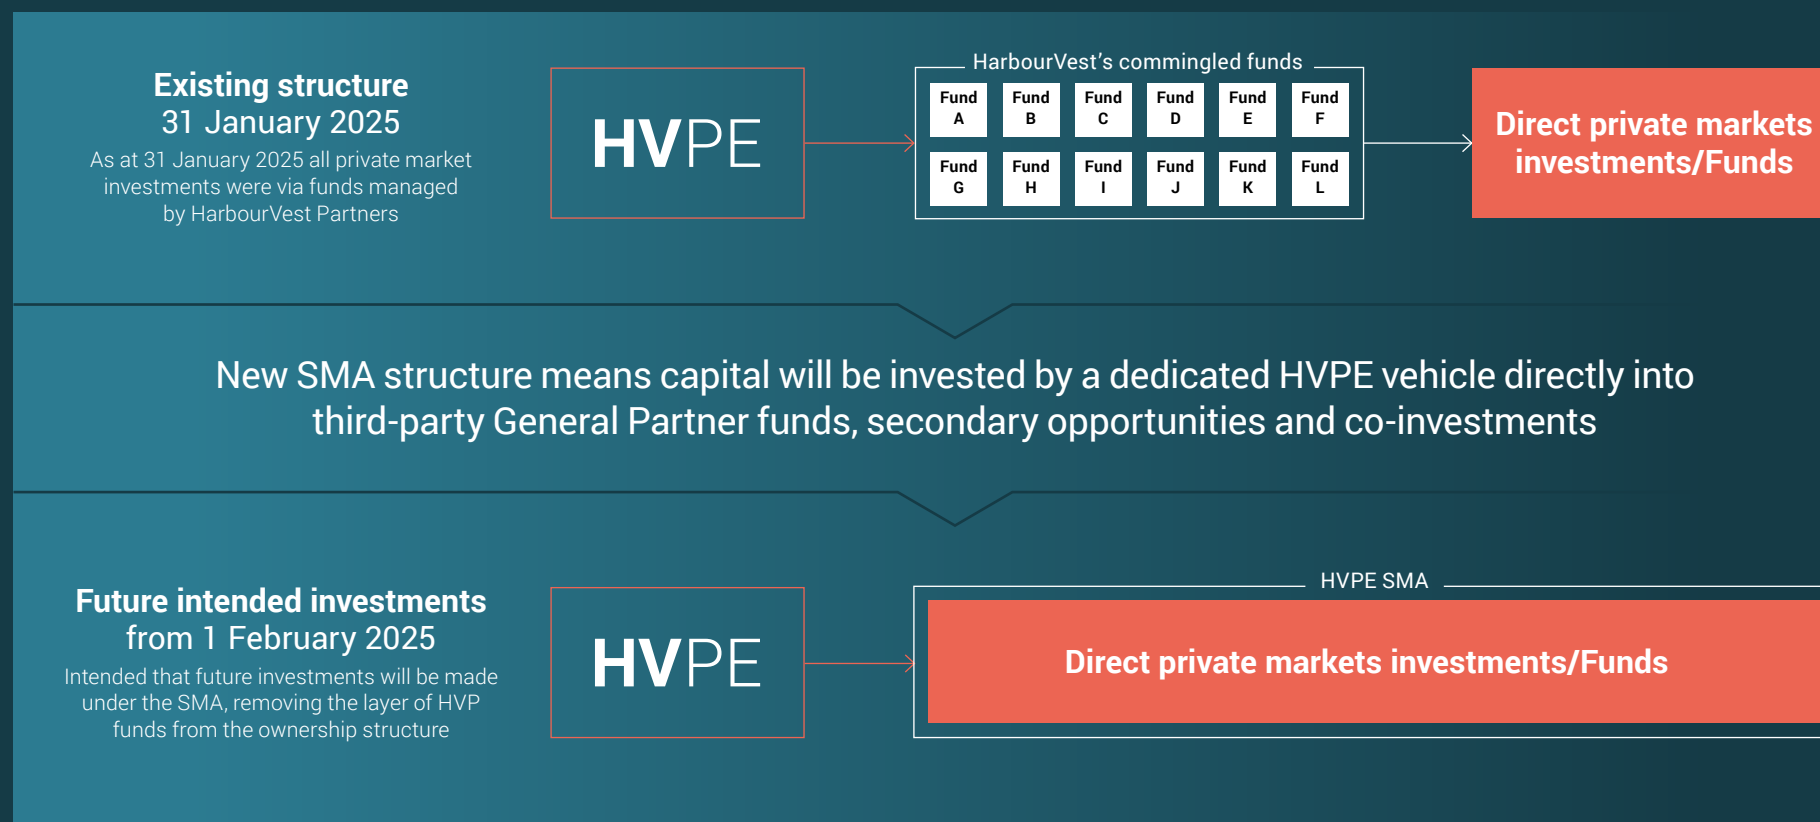 Existing structure
31 January 2025
As at 31 January 2025 all private market
investments were via funds managed
by HarbourVest Partners
HVPE
HarbourVest's commingled funds
Fund A
Fund B
Fund C
Fund D
Fund E
Fund F
Fund G
Fund H
Fund I
Fund J
Fund K
Fund L
Direct private markets
investments/Funds
New SMA structure means capital will be invested by a dedicated HVPE vehicle directly into
third-party General Partner funds, secondary opportunities and co-investments
Future intended investments
from 1 February 2025
Intended that future investments will be made
under the SMA, removing the layer of HVP
funds from the ownership structure
HVPE
HVPE SMA
Direct private markets investments/Funds